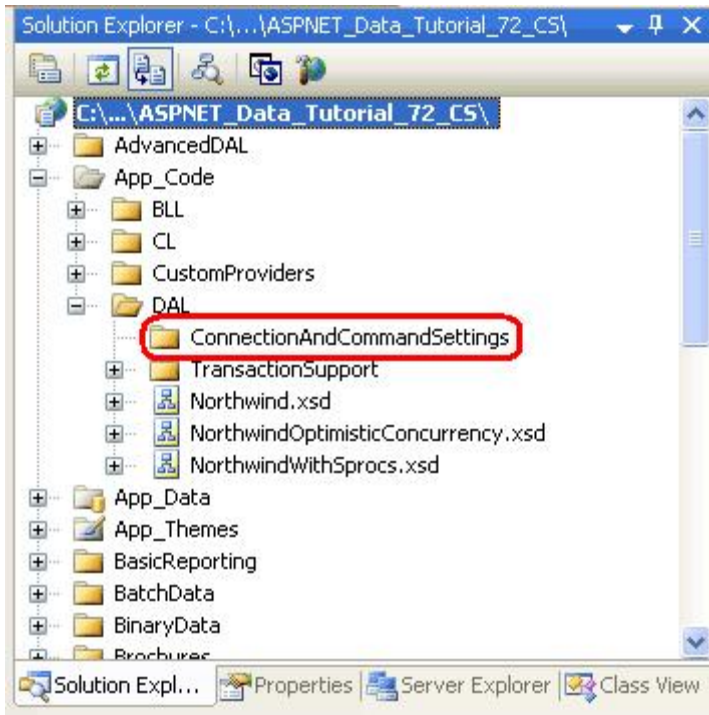 Solution Explorer - C:\...\ASPNET_Data_Tutorial_72_CS\
C:\...\ASPNET_Data_Tutorial_72_CS\
AdvancedDAL
App_Code
BLL
CL
CustomProviders
DAL
ConnectionAndCommandSettings
TransactionSupport
Northwind.xsd
NorthwindOptimisticConcurrency.xsd
NorthwindWithSprocs.xsd
App_Data
App_Themes
BasicReporting
BatchData
BinaryData
Brochures
Solution Expl... Properties Server Explorer Class View